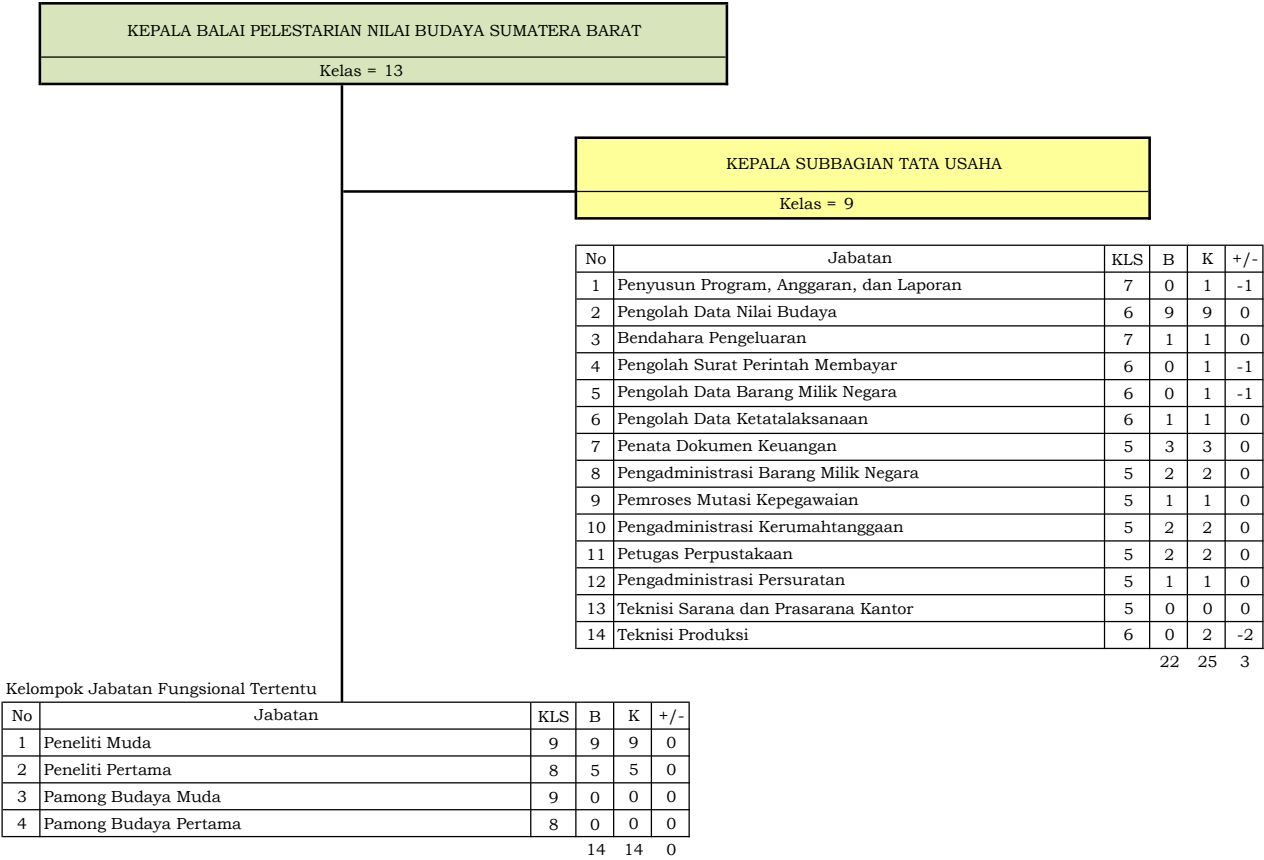 KEPALA BALAI PELESTARIAN NILAI BUDAYA SUMATERA BARAT
Kelas = 13
KEPALA SUBBAGIAN TATA USAHA
Kelas = 9
No Jabatan KLS B K +/-
1 Penyusun Program, Anggaran, dan Laporan 7 0 1 -1
2 Pengolah Data Nilai Budaya 6 9 9 0
3 Bendahara Pengeluaran 7 1 1 0
4 Pengolah Surat Perintah Membayar 6 0 1 -1
5 Pengolah Data Barang Milik Negara 6 0 1 -1
6 Pengolah Data Ketatalaksanaan 6 1 1 0
7 Penata Dokumen Keuangan 5 3 3 0
8 Pengadministrasi Barang Milik Negara 5 2 2 0
9 Pemroses Mutasi Kepegawaian 5 1 1 0
10 Pengadministrasi Kerumahtanggaan 5 2 2 0
11 Petugas Perpustakaan 5 2 2 0
12 Pengadministrasi Persuratan 5 1 1 0
13 Teknisi Sarana dan Prasarana Kantor 5 0 0 0
14 Teknisi Produksi 6 0 2 -2
22 25 3
Kelompok Jabatan Fungsional Tertentu
No Jabatan KLS B K +/-
1 Peneliti Muda 9 9 9 0
2 Peneliti Pertama 8 5 5 0
3 Pamong Budaya Muda 9 0 0 0
4 Pamong Budaya Pertama 8 0 0 0
14 14 0